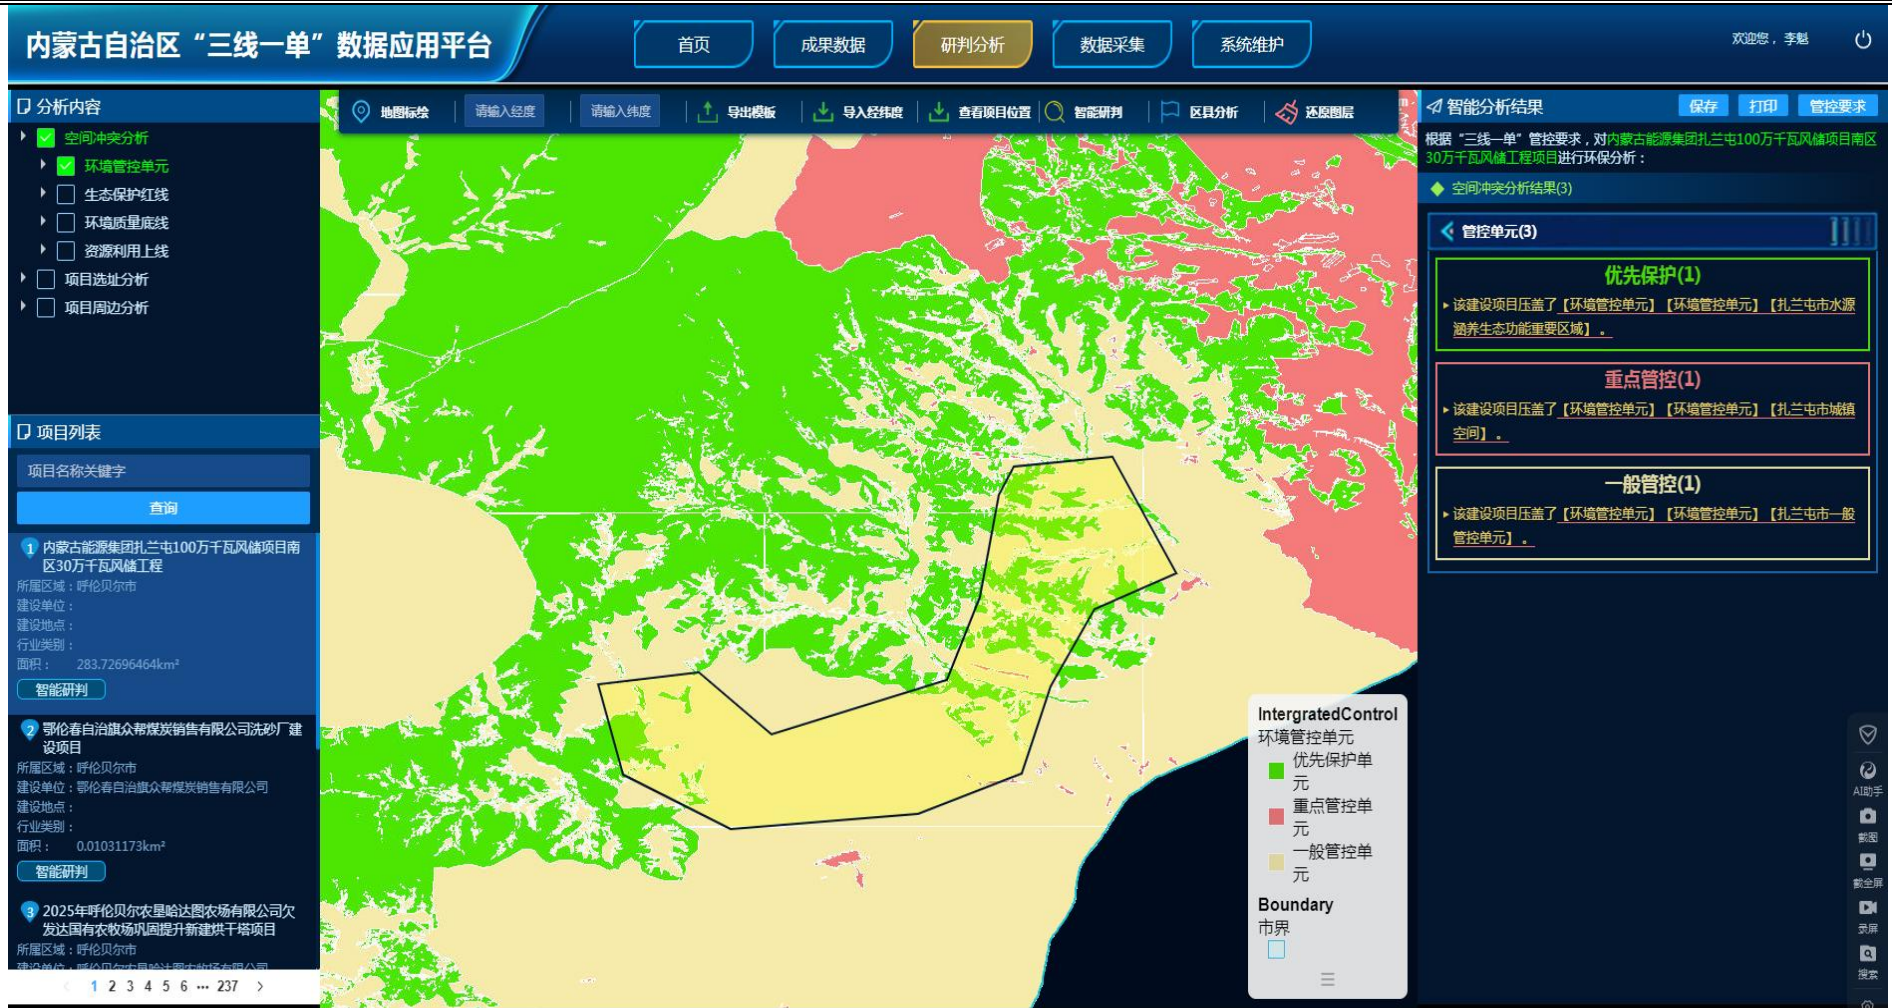 内蒙古自治区“三线一单”数据应用平台
首页
成果数据
研判分析
数据采集
系统维护
欢迎您，李魁
分析内容
空间冲突分析
环境管控单元
生态保护红线
环境质量底线
资源利用上线
项目选址分析
项目周边分析
项目列表
项目名称关键字
查询
1 内蒙古能源集团扎兰屯100万千瓦风储项目南
区30万千瓦风储工程
所属区域：呼伦贝尔市
建设单位：
建设地点：
行业类别：
面积： 283.72696464km²
智能研判
2 鄂伦春自治旗众帮煤炭销售有限公司洗砂厂建
设项目
所属区域：呼伦贝尔市
建设单位：鄂伦春自治旗众帮煤炭销售有限公司
建设地点：
行业类别：
面积： 0.01031173km²
智能研判
3 2025年呼伦贝尔农垦哈达图农场有限公司欠
发达国有农牧场巩固提升新建烘干塔项目
所属区域：呼伦贝尔市
建设单位：呼伦贝尔农垦哈达图农牧场有限公司
1 2 3 4 5 6 ··· 237 >
地图标绘
请输入经度
请输入纬度
导出模板
导入经纬度
查看项目位置
智能研判
区县分析
还原图层
IntergratedControl
环境管控单元
优先保护单
元
重点管控单
元
一般管控单
元
Boundary
市界
智能分析结果
保存
打印
管控要求
根据“三线一单”管控要求，对内蒙古能源集团扎兰屯100万千瓦风储项目南区
30万千瓦风储工程项目进行环保分析：
空间冲突分析结果(3)
管控单元(3)
优先保护(1)
该建设项目压盖了【环境管控单元】【环境管控单元】【扎兰屯市水源
涵养生态功能重要区域】。
重点管控(1)
该建设项目压盖了【环境管控单元】【环境管控单元】【扎兰屯市城镇
空间】。
一般管控(1)
该建设项目压盖了【环境管控单元】【环境管控单元】【扎兰屯市一般
管控单元】。
AI助手
截图
截全屏
录屏
搜索